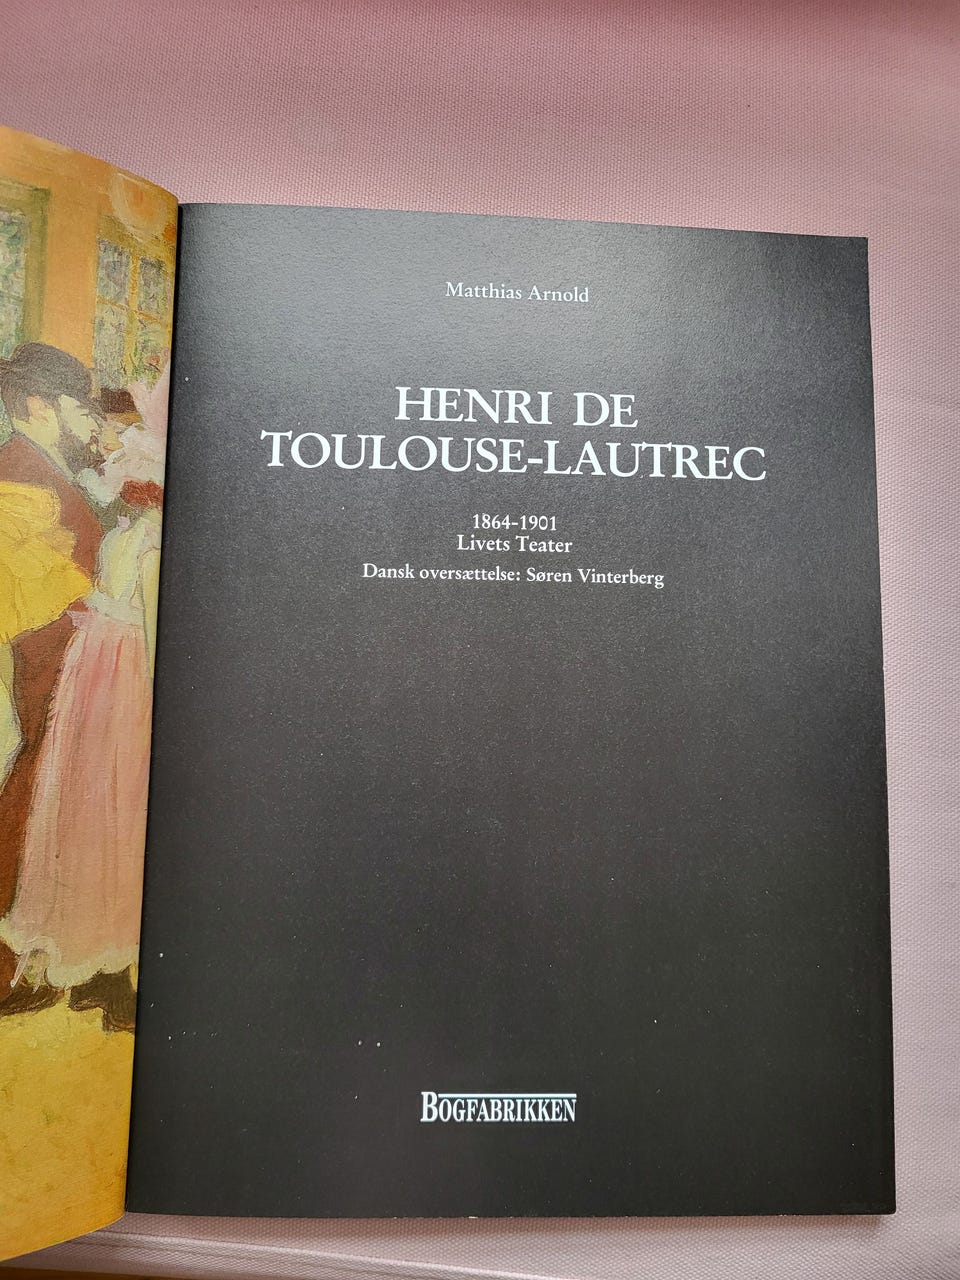 Matthias Arnold
HENRI DE
TOULOUSE-LAUTREC
1864-1901
Livets Teater
Dansk oversættelse: Søren Vinterberg
BOGFABRIKKEN